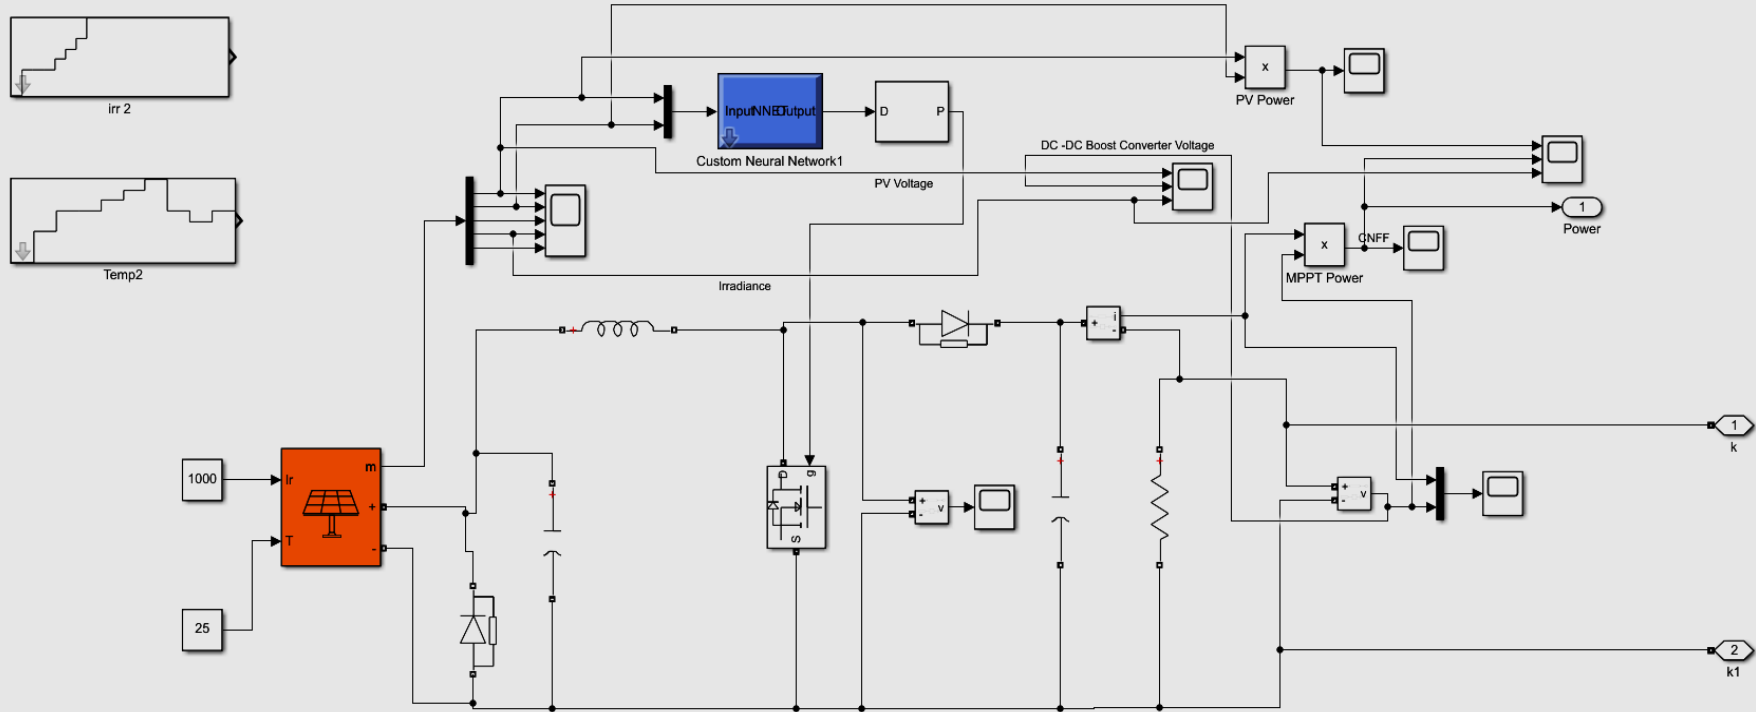 irr 2
Temp2
Input NNET Output
Custom Neural Network1
D
P
x
PV Power
DC -DC Boost Converter Voltage
PV Voltage
Irradiance
1
Power
x
CNFF
MPPT Power
+
i
-
1000
Ir
m
+
25
T
-
D
g
S
+
-
v
+
-
v
1
k
2
k1